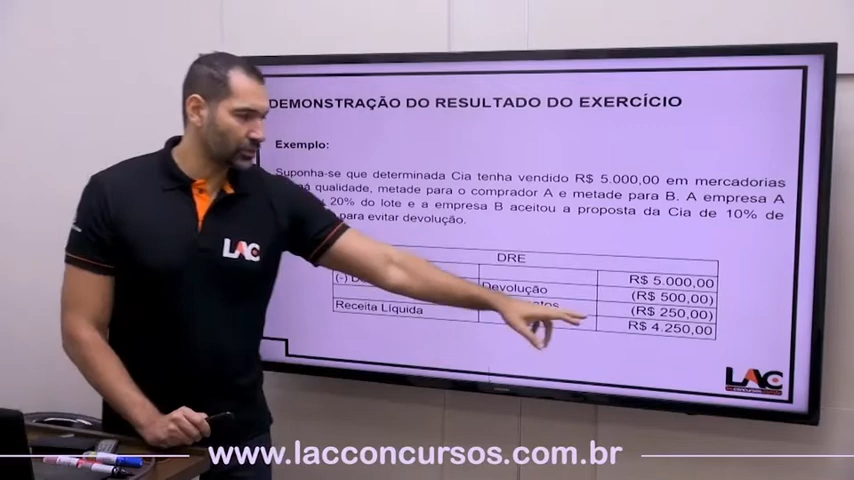 DEMONSTRAÇÃO DO RESULTADO DO EXERCÍCIO
Exemplo:
Suponha-se que determinada Cia tenha vendido R$ 5.000,00 em mercadorias
qualidade, metade para o comprador A e metade para B. A empresa A
20% do lote e a empresa B aceitou a proposta da Cia de 10% de
para evitar a devolução.
DRE
R$ 5.000,00
(-) Devolução (R$ 500,00)
(R$ 250,00)
Receita Líquida R$ 4.250,00
LAC
LAC
CONCURSOS
www.lacconcursos.com.br